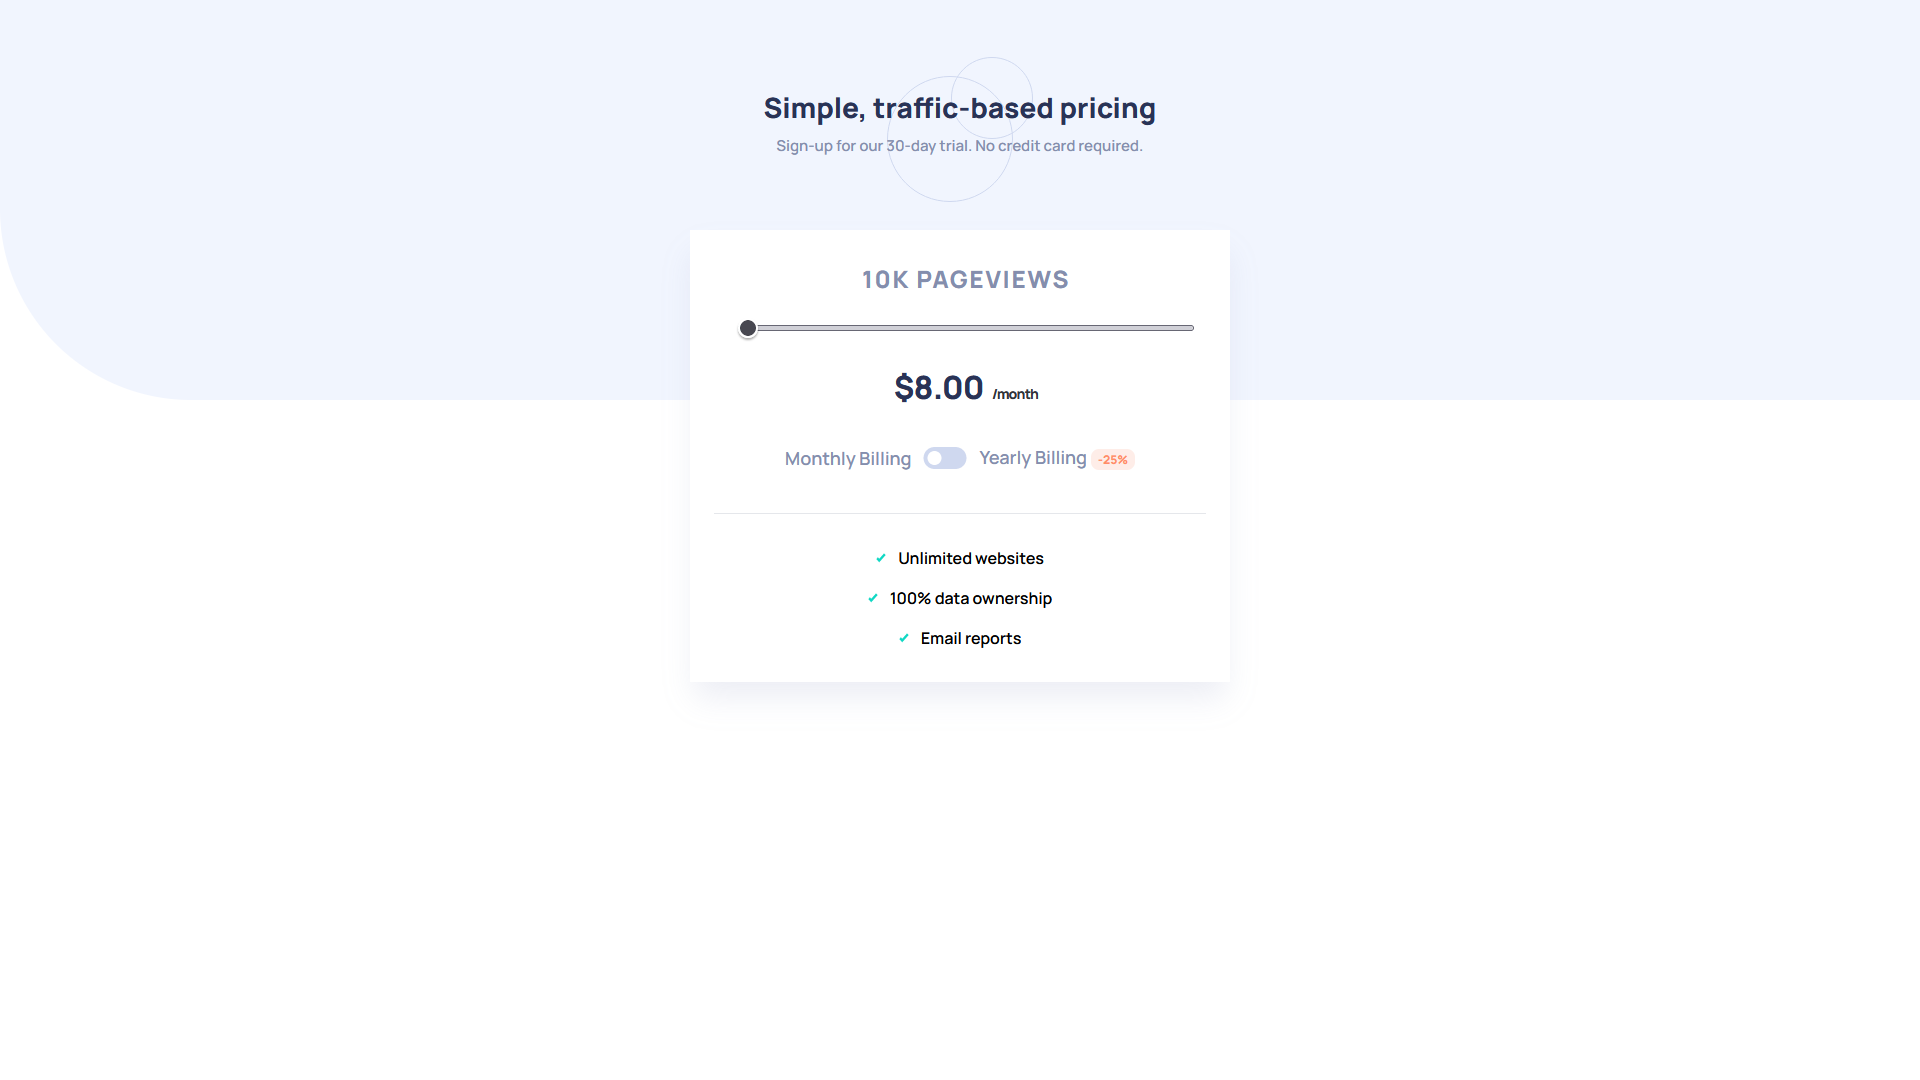 Simple, traffic-based pricing
Sign-up for our 30-day trial. No credit card required.
10K PAGEVIEWS
$8.00 /month
Monthly Billing Yearly Billing -25%
Unlimited websites
100% data ownership
Email reports